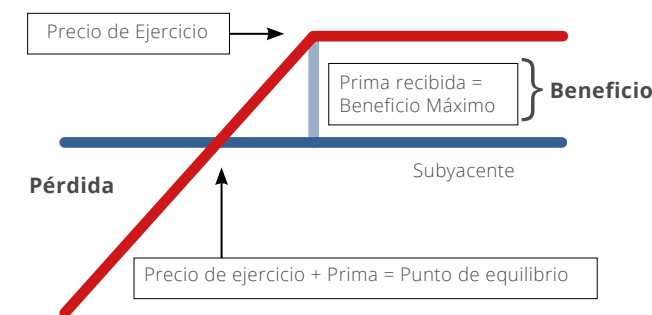 Precio de Ejercicio
Prima recibida =
Beneficio Máximo
Beneficio
Subyacente
Pérdida
Precio de ejercicio + Prima = Punto de equilibrio